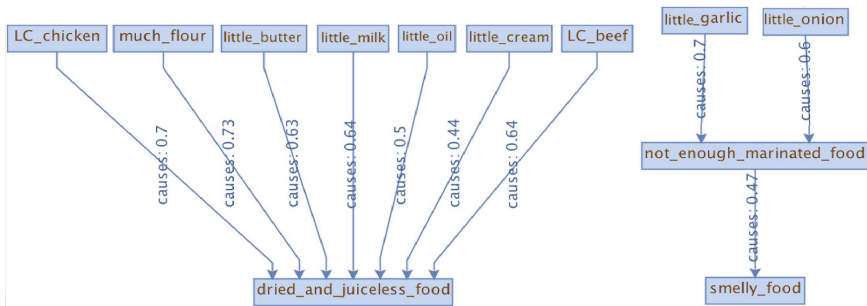 LC_chicken
much_flour
little_butter
little_milk
little_oil
little_cream
LC_beef
little_garlic
little_onion
causes: 0.7
causes: 0.73
causes: 0.63
causes: 0.64
causes: 0.5
causes: 0.44
causes: 0.64
causes: 0.7
causes: 0.6
not_enough_marinated_food
causes: 0.47
dried_and_juiceless_food
smelly_food